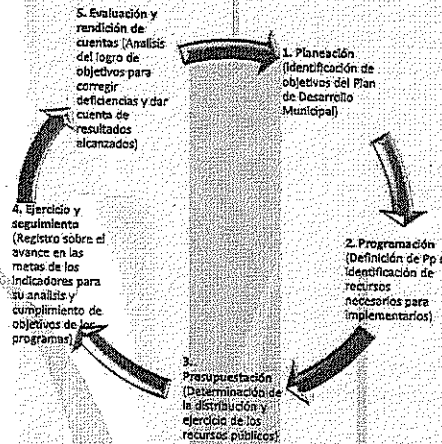 5. Evaluación y
rendición de
cuentas (Analisis
del logro de
objetivos para
corregir
deficiencias y dar
cuenta de
resultados
alcanzados)
1. Planeación
(Identificación de
objetivos del Plan
de Desarrollo
Municipal)
2. Programación
(Definición de Pp e
identificación de
recursos
necesarios para
implementarlos)
3.
Presupuestación
(Determinación de
la distribución y
ejercicio de los
recursos públicos)
4. Ejercicio y
seguimiento
(Registro sobre el
avance en las
metas de los
indicadores para
su analisis y
cumplimiento de
objetivos de los
programas)